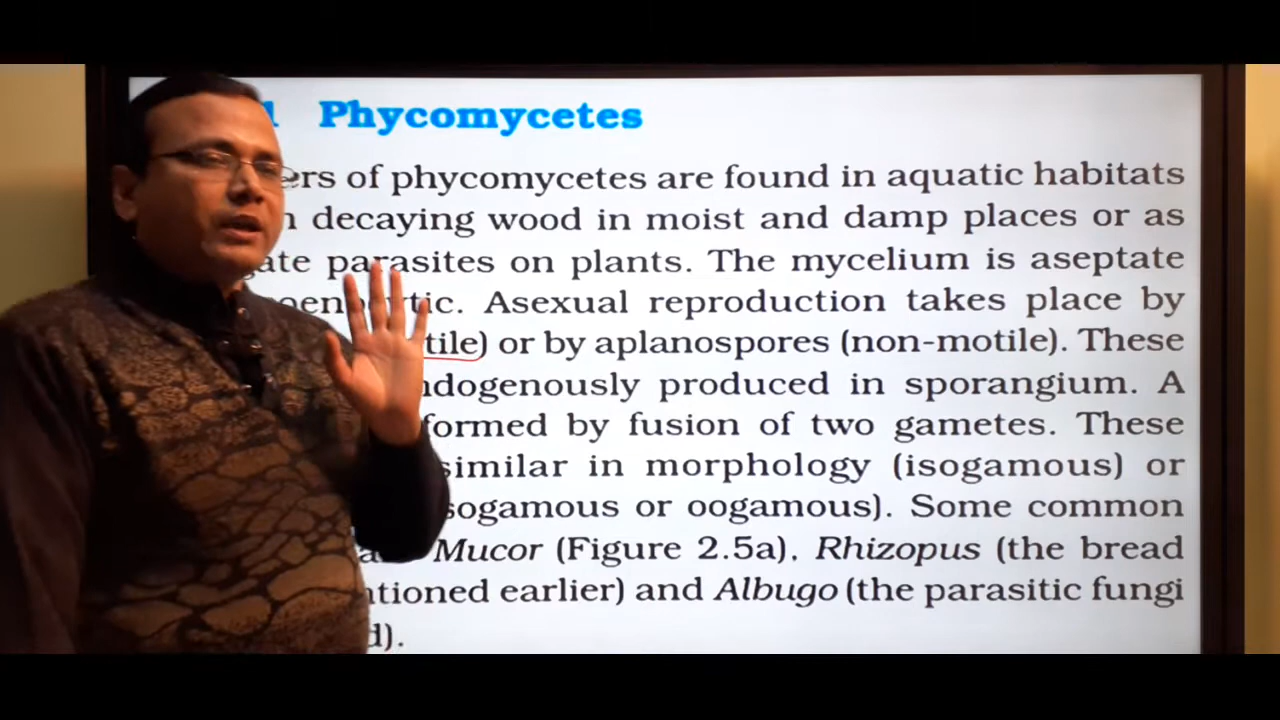 1 Phycomycetes
ers of phycomycetes are found in aquatic habitats
n decaying wood in moist and damp places or as
ate parasites on plants. The mycelium is aseptate
oenocytic. Asexual reproduction takes place by
tile) or by aplanospores (non-motile). These
ndogenously produced in sporangium. A
formed by fusion of two gametes. These
similar in morphology (isogamous) or
sogamous or oogamous). Some common
Mucor (Figure 2.5a), Rhizopus (the bread
ntioned earlier) and Albugo (the parasitic fungi
d).